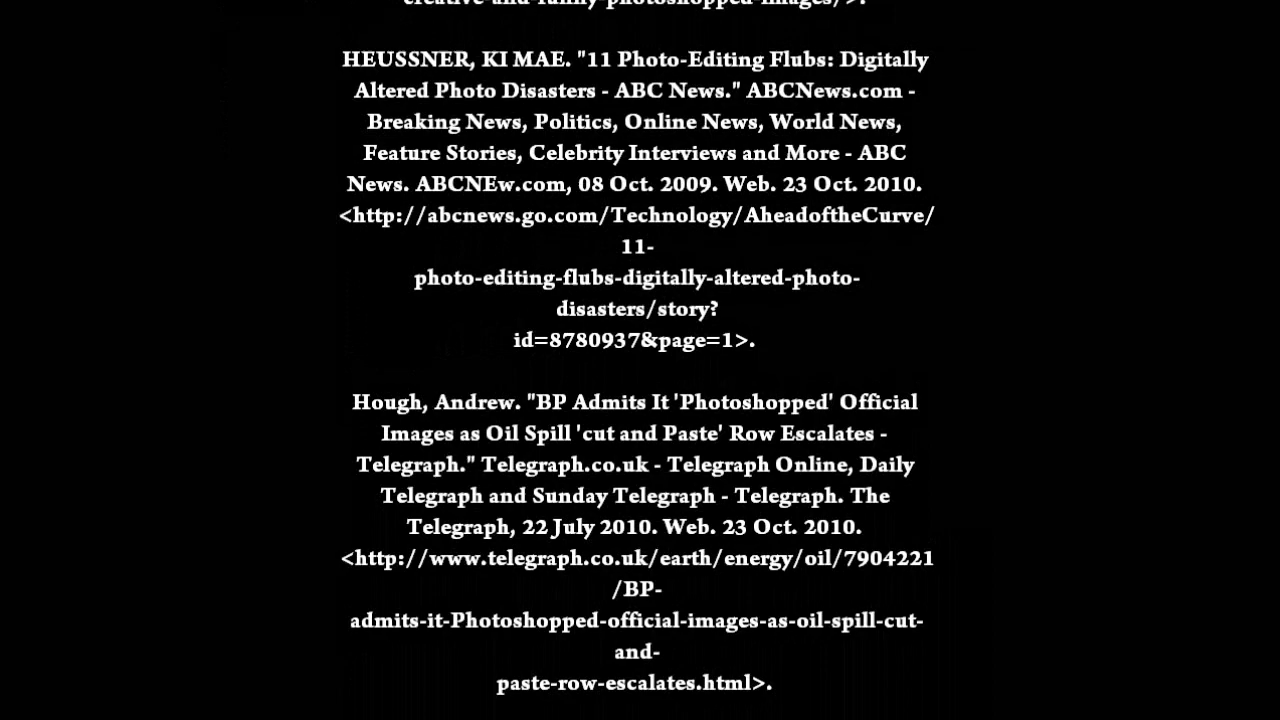 creative-and-funny-photoshopped-images/>.
HEUSSNER, KI MAE. "11 Photo-Editing Flubs: Digitally
Altered Photo Disasters - ABC News." ABCNews.com -
Breaking News, Politics, Online News, World News,
Feature Stories, Celebrity Interviews and More - ABC
News. ABCNEw.com, 08 Oct. 2009. Web. 23 Oct. 2010.
<http://abcnews.go.com/Technology/AheadoftheCurve/
11-
photo-editing-flubs-digitally-altered-photo-
disasters/story?
id=8780937&page=1>.
Hough, Andrew. "BP Admits It 'Photoshopped' Official
Images as Oil Spill 'cut and Paste' Row Escalates -
Telegraph." Telegraph.co.uk - Telegraph Online, Daily
Telegraph and Sunday Telegraph - Telegraph. The
Telegraph, 22 July 2010. Web. 23 Oct. 2010.
<http://www.telegraph.co.uk/earth/energy/oil/7904221
/BP-
admits-it-Photoshopped-official-images-as-oil-spill-cut-
and-
paste-row-escalates.html>.